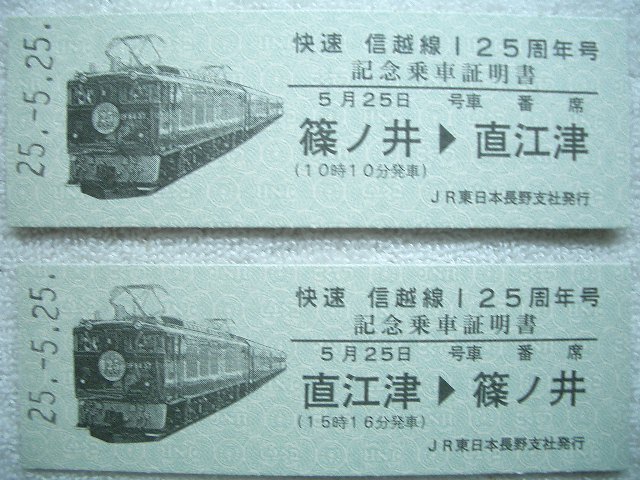 25.-5.25.
快速 信越線125周年号
記念乗車証明書
5月25日 号車 番席
篠ノ井▶直江津
(10時10分発車)
JR東日本長野支社発行
25.-5.25.
快速 信越線125周年号
記念乗車証明書
5月25日 号車 番席
直江津▶篠ノ井
(15時16分発車)
JR東日本長野支社発行